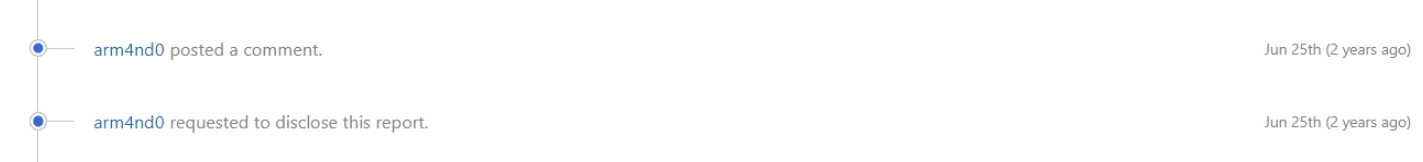 arm4nd0 posted a comment. Jun 25th (2 years ago)
arm4nd0 requested to disclose this report. Jun 25th (2 years ago)